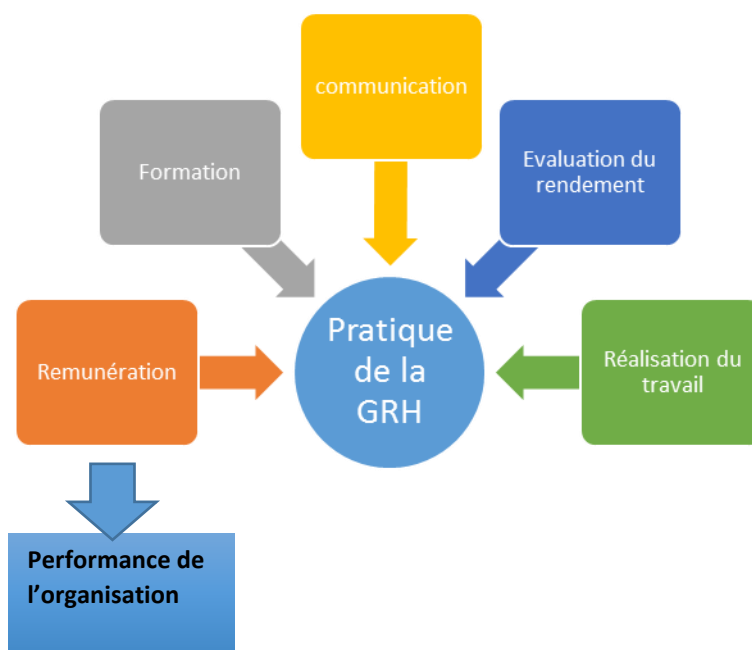 communication
Formation
Evaluation du
rendement
Pratique
de la
GRH
Remunération
Réalisation du
travail
Performance de
l’organisation